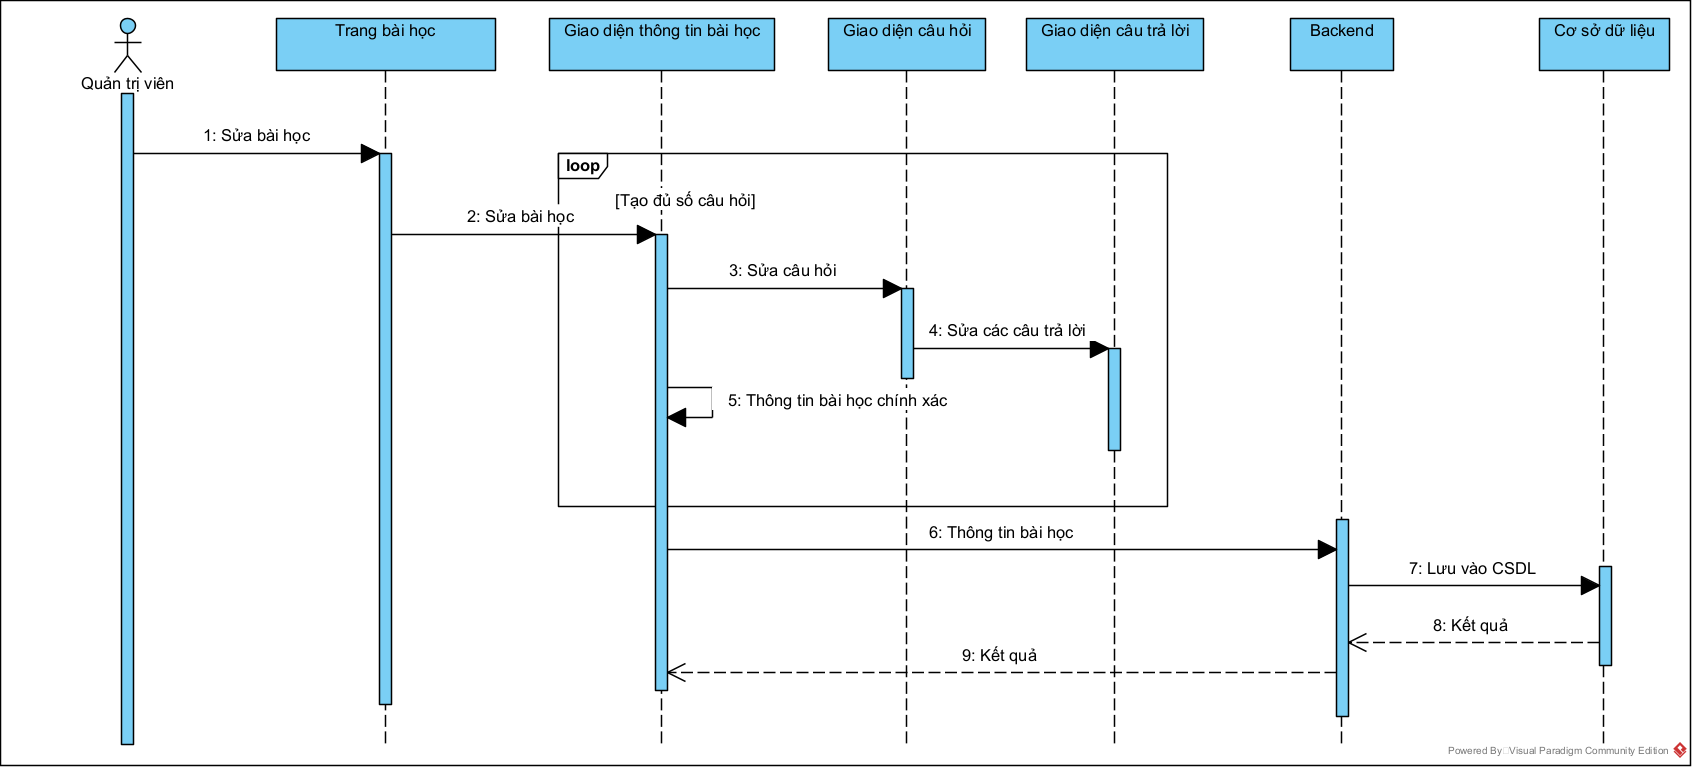 Quản trị viên
Trang bài học
Giao diện thông tin bài học
Giao diện câu hỏi
Giao diện câu trả lời
Backend
Cơ sở dữ liệu
1: Sửa bài học
loop
[Tạo đủ số câu hỏi]
2: Sửa bài học
3: Sửa câu hỏi
4: Sửa các câu trả lời
5: Thông tin bài học chính xác
6: Thông tin bài học
7: Lưu vào CSDL
8: Kết quả
9: Kết quả
Powered By Visual Paradigm Community Edition